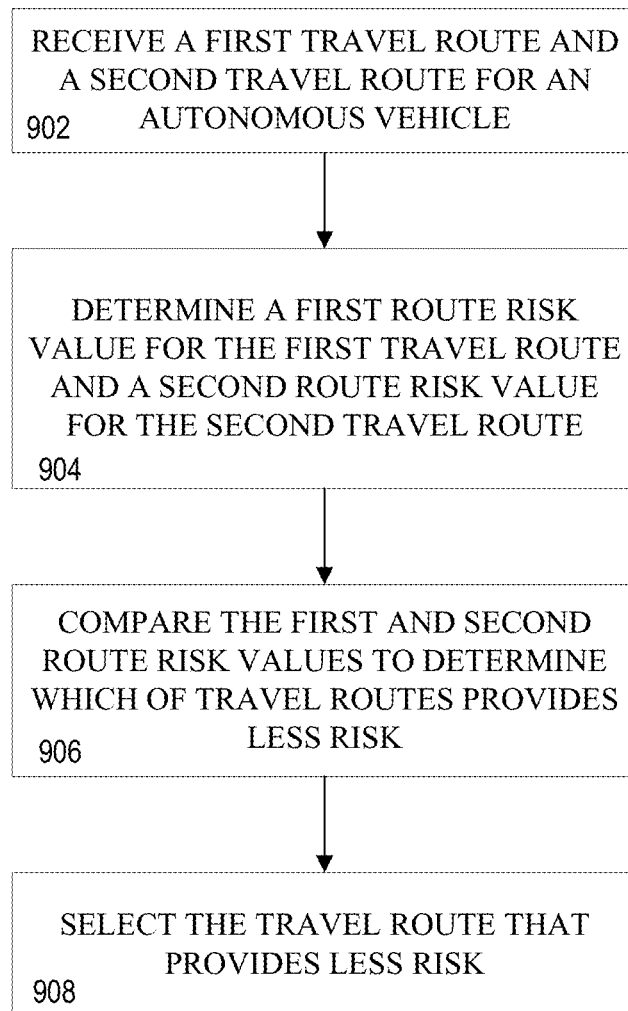 RECEIVE A FIRST TRAVEL ROUTE AND
A SECOND TRAVEL ROUTE FOR AN
AUTONOMOUS VEHICLE
902
DETERMINE A FIRST ROUTE RISK
VALUE FOR THE FIRST TRAVEL ROUTE
AND A SECOND ROUTE RISK VALUE
FOR THE SECOND TRAVEL ROUTE
904
COMPARE THE FIRST AND SECOND
ROUTE RISK VALUES TO DETERMINE
WHICH OF TRAVEL ROUTES PROVIDES
LESS RISK
906
SELECT THE TRAVEL ROUTE THAT
PROVIDES LESS RISK
908